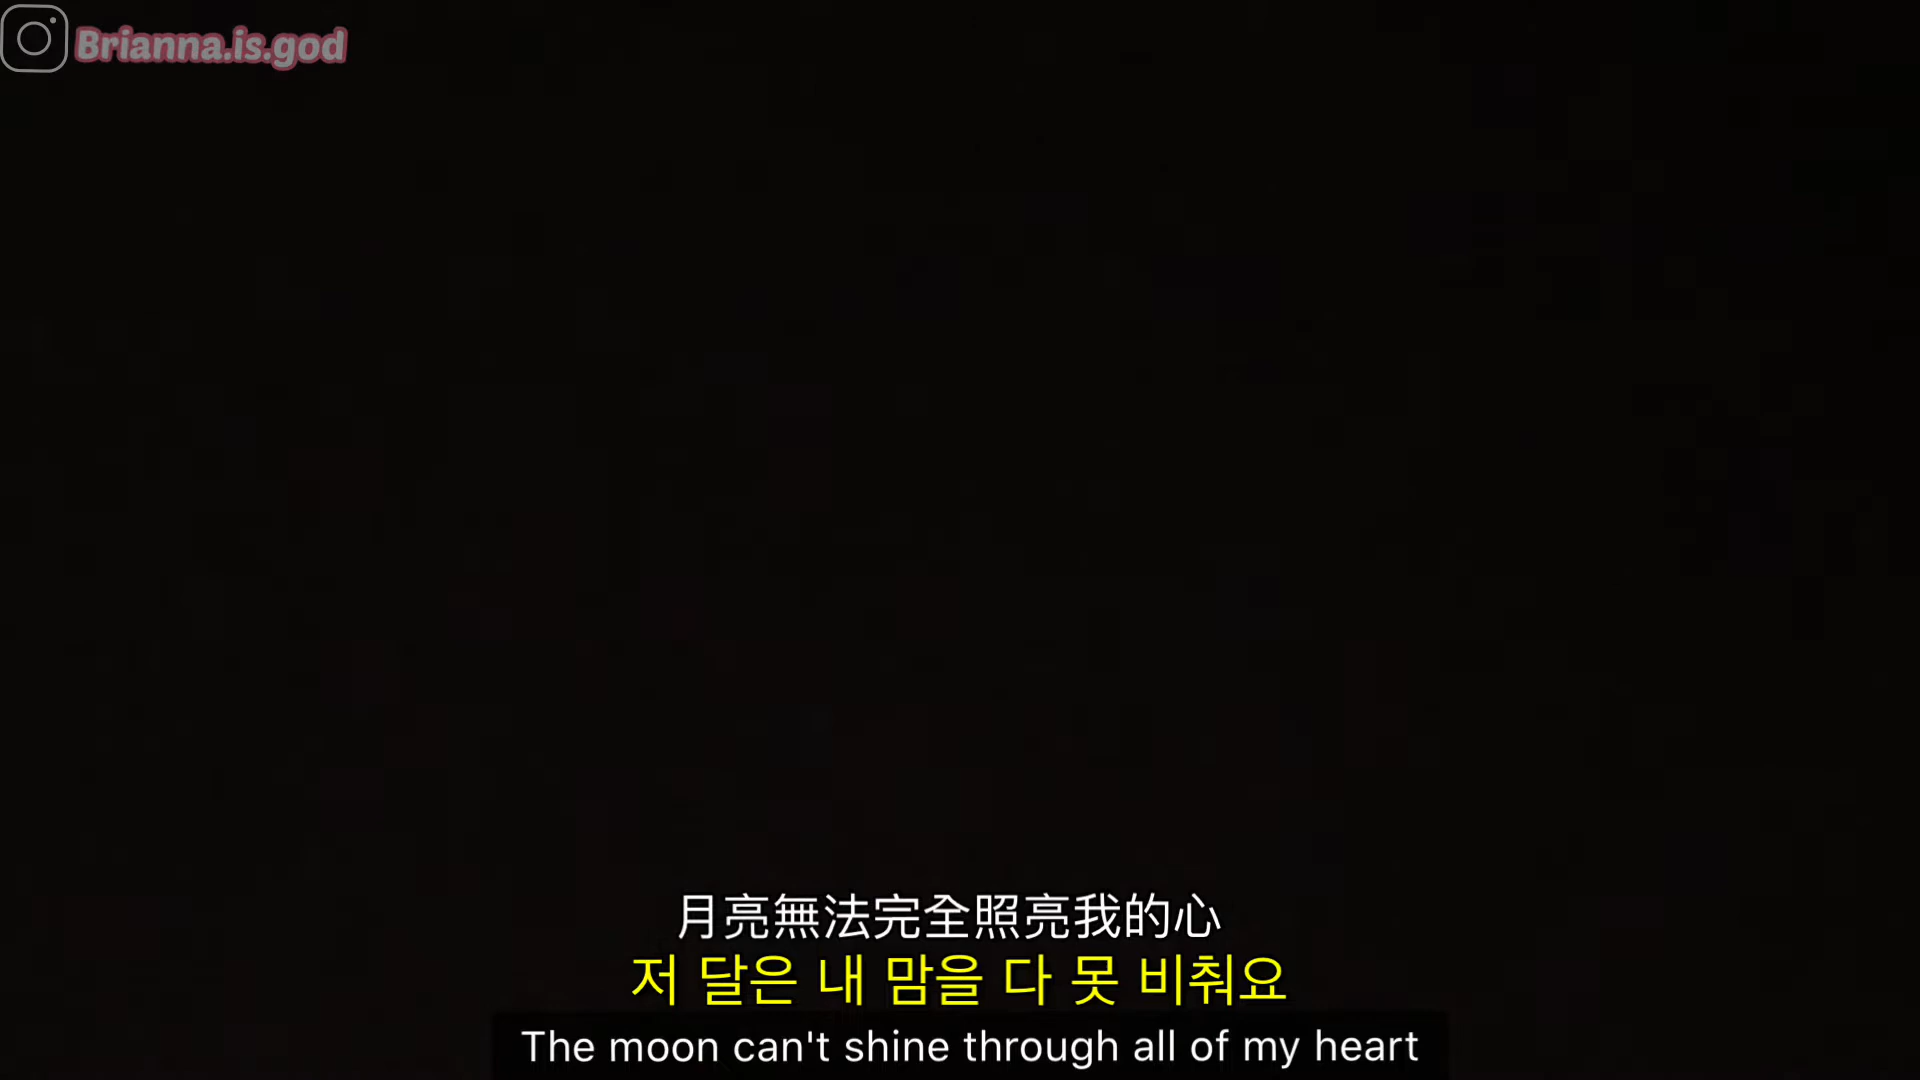 Brianna.is.god
月亮無法完全照亮我的心
저 달은 내 맘을 다 못 비춰요
The moon can't shine through all of my heart